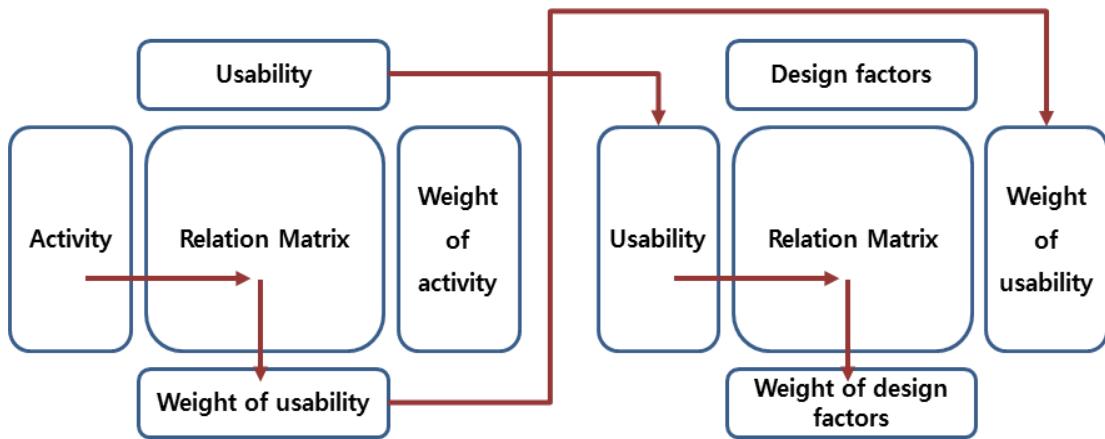 Usability
Design factors
Activity
Relation Matrix
Weight
of
activity
Usability
Relation Matrix
Weight
of
usability
Weight of usability
Weight of design
factors